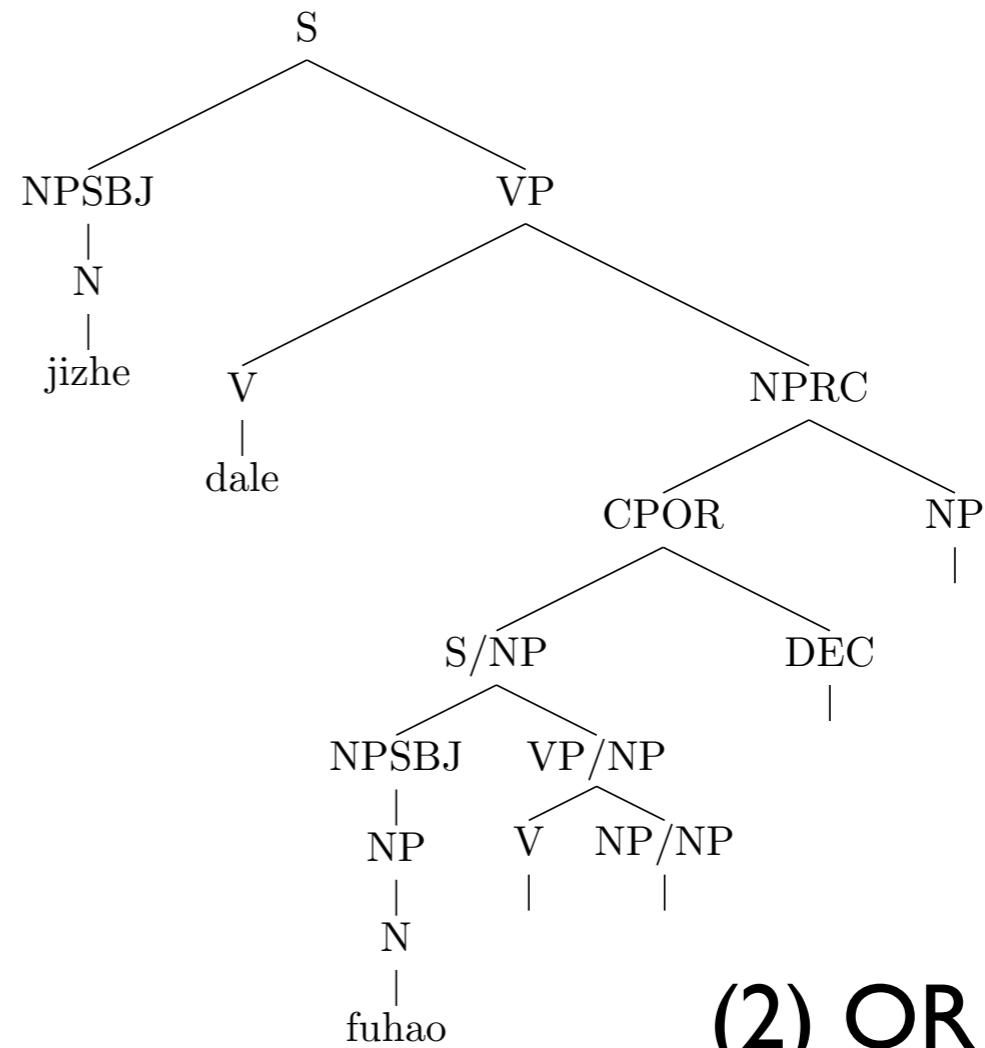 S
NPSBJ VP
N
jizhe
V NPRC
dale
CPOR NP
S/NP DEC
NPSBJ VP/NP
NP V NP/NP
N
fuhao
(2) OR